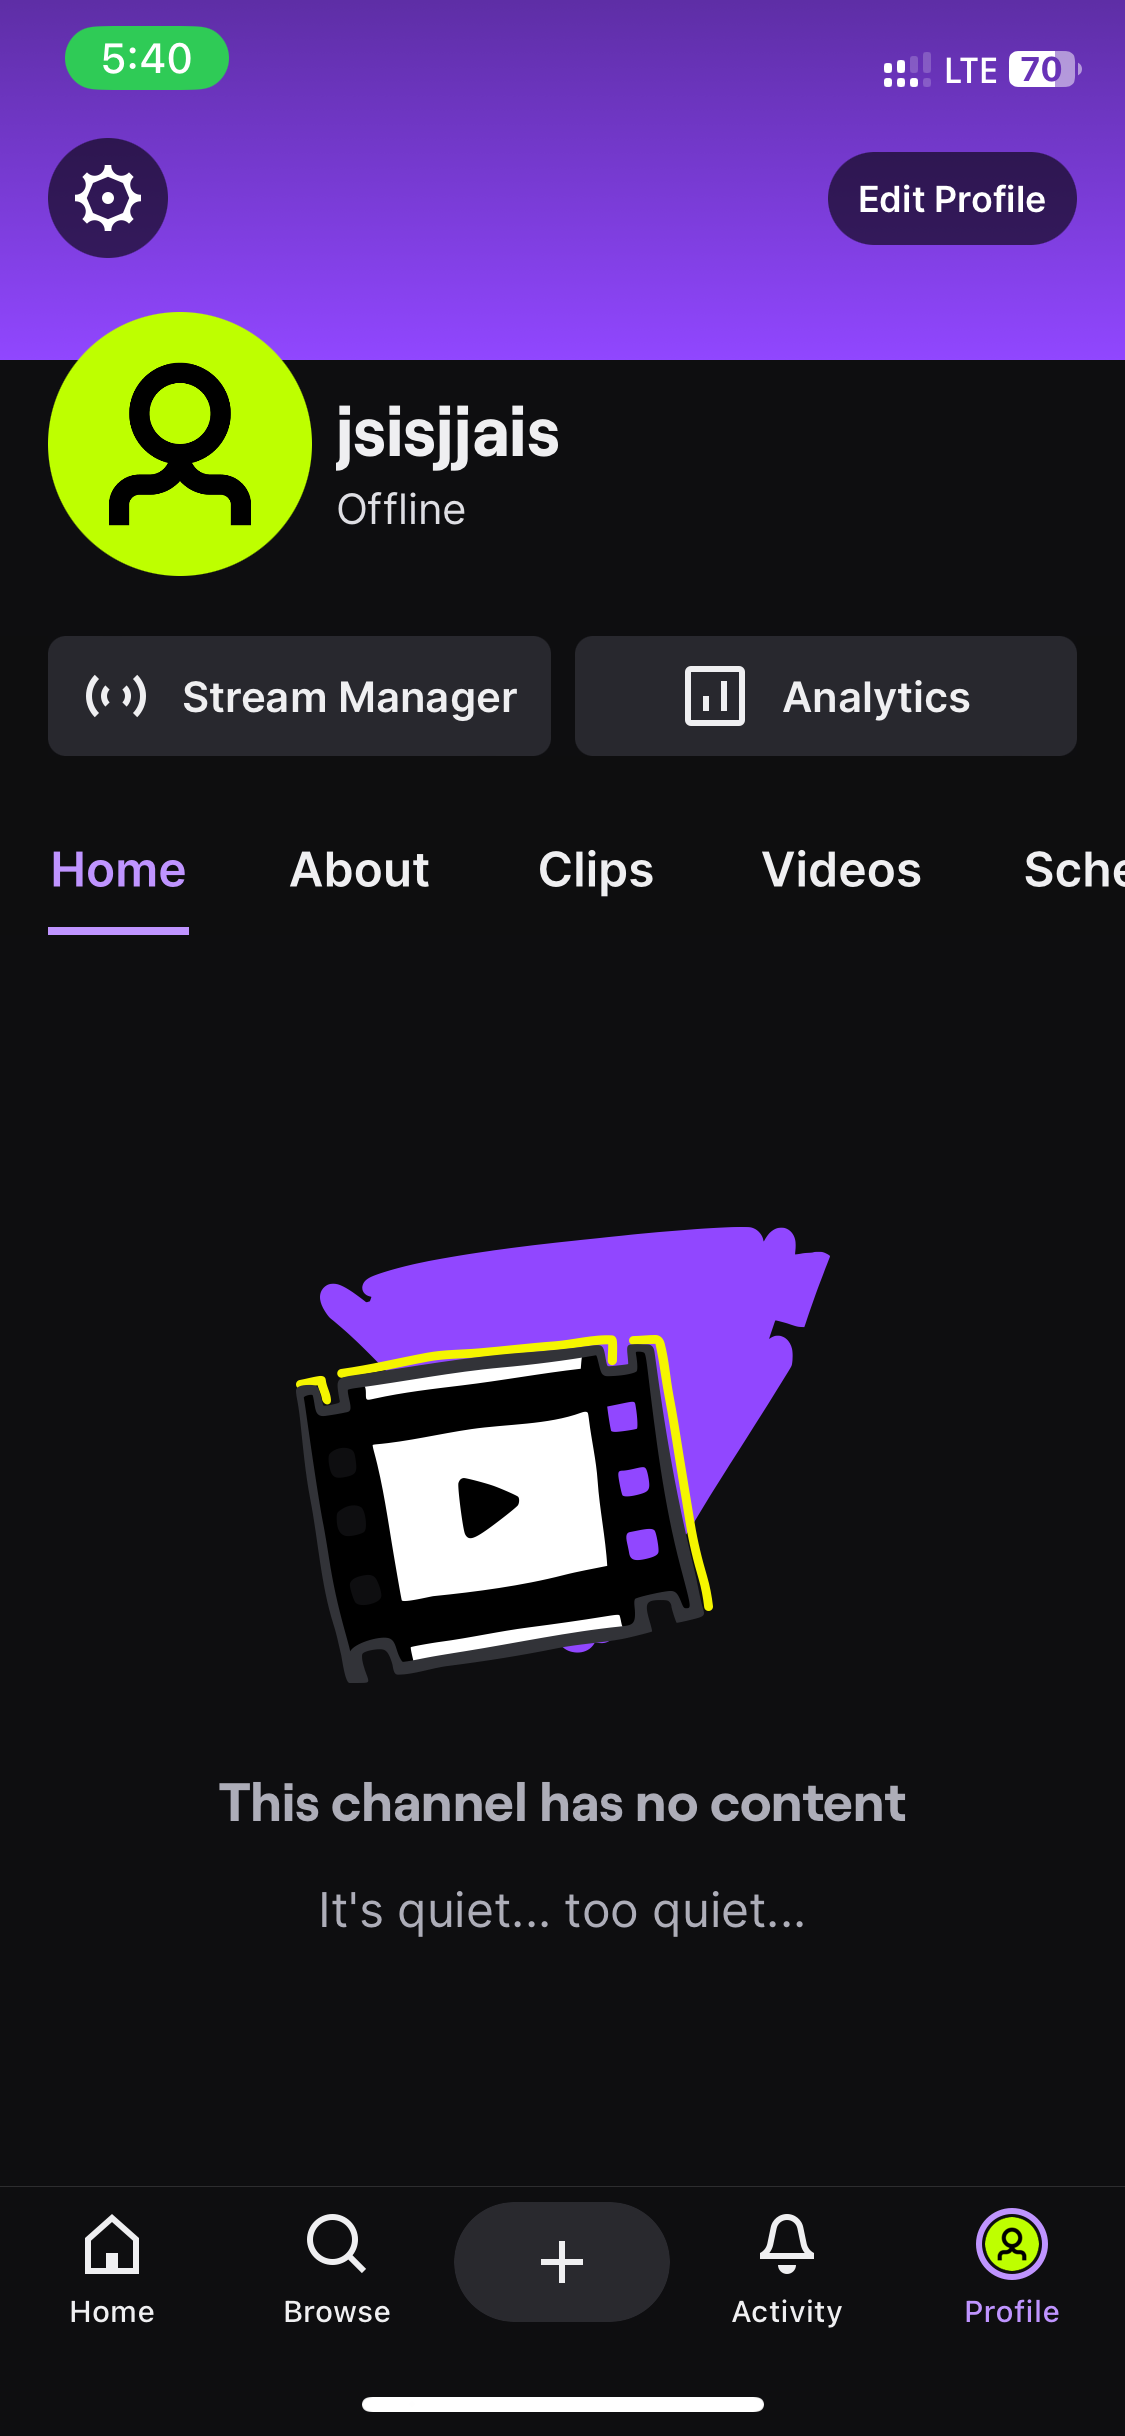 5:40
LTE 70
Edit Profile
jsisjjais
Offline
Stream Manager
Analytics
Home About Clips Videos Sche
This channel has no content
It's quiet... too quiet...
Home Browse Activity Profile